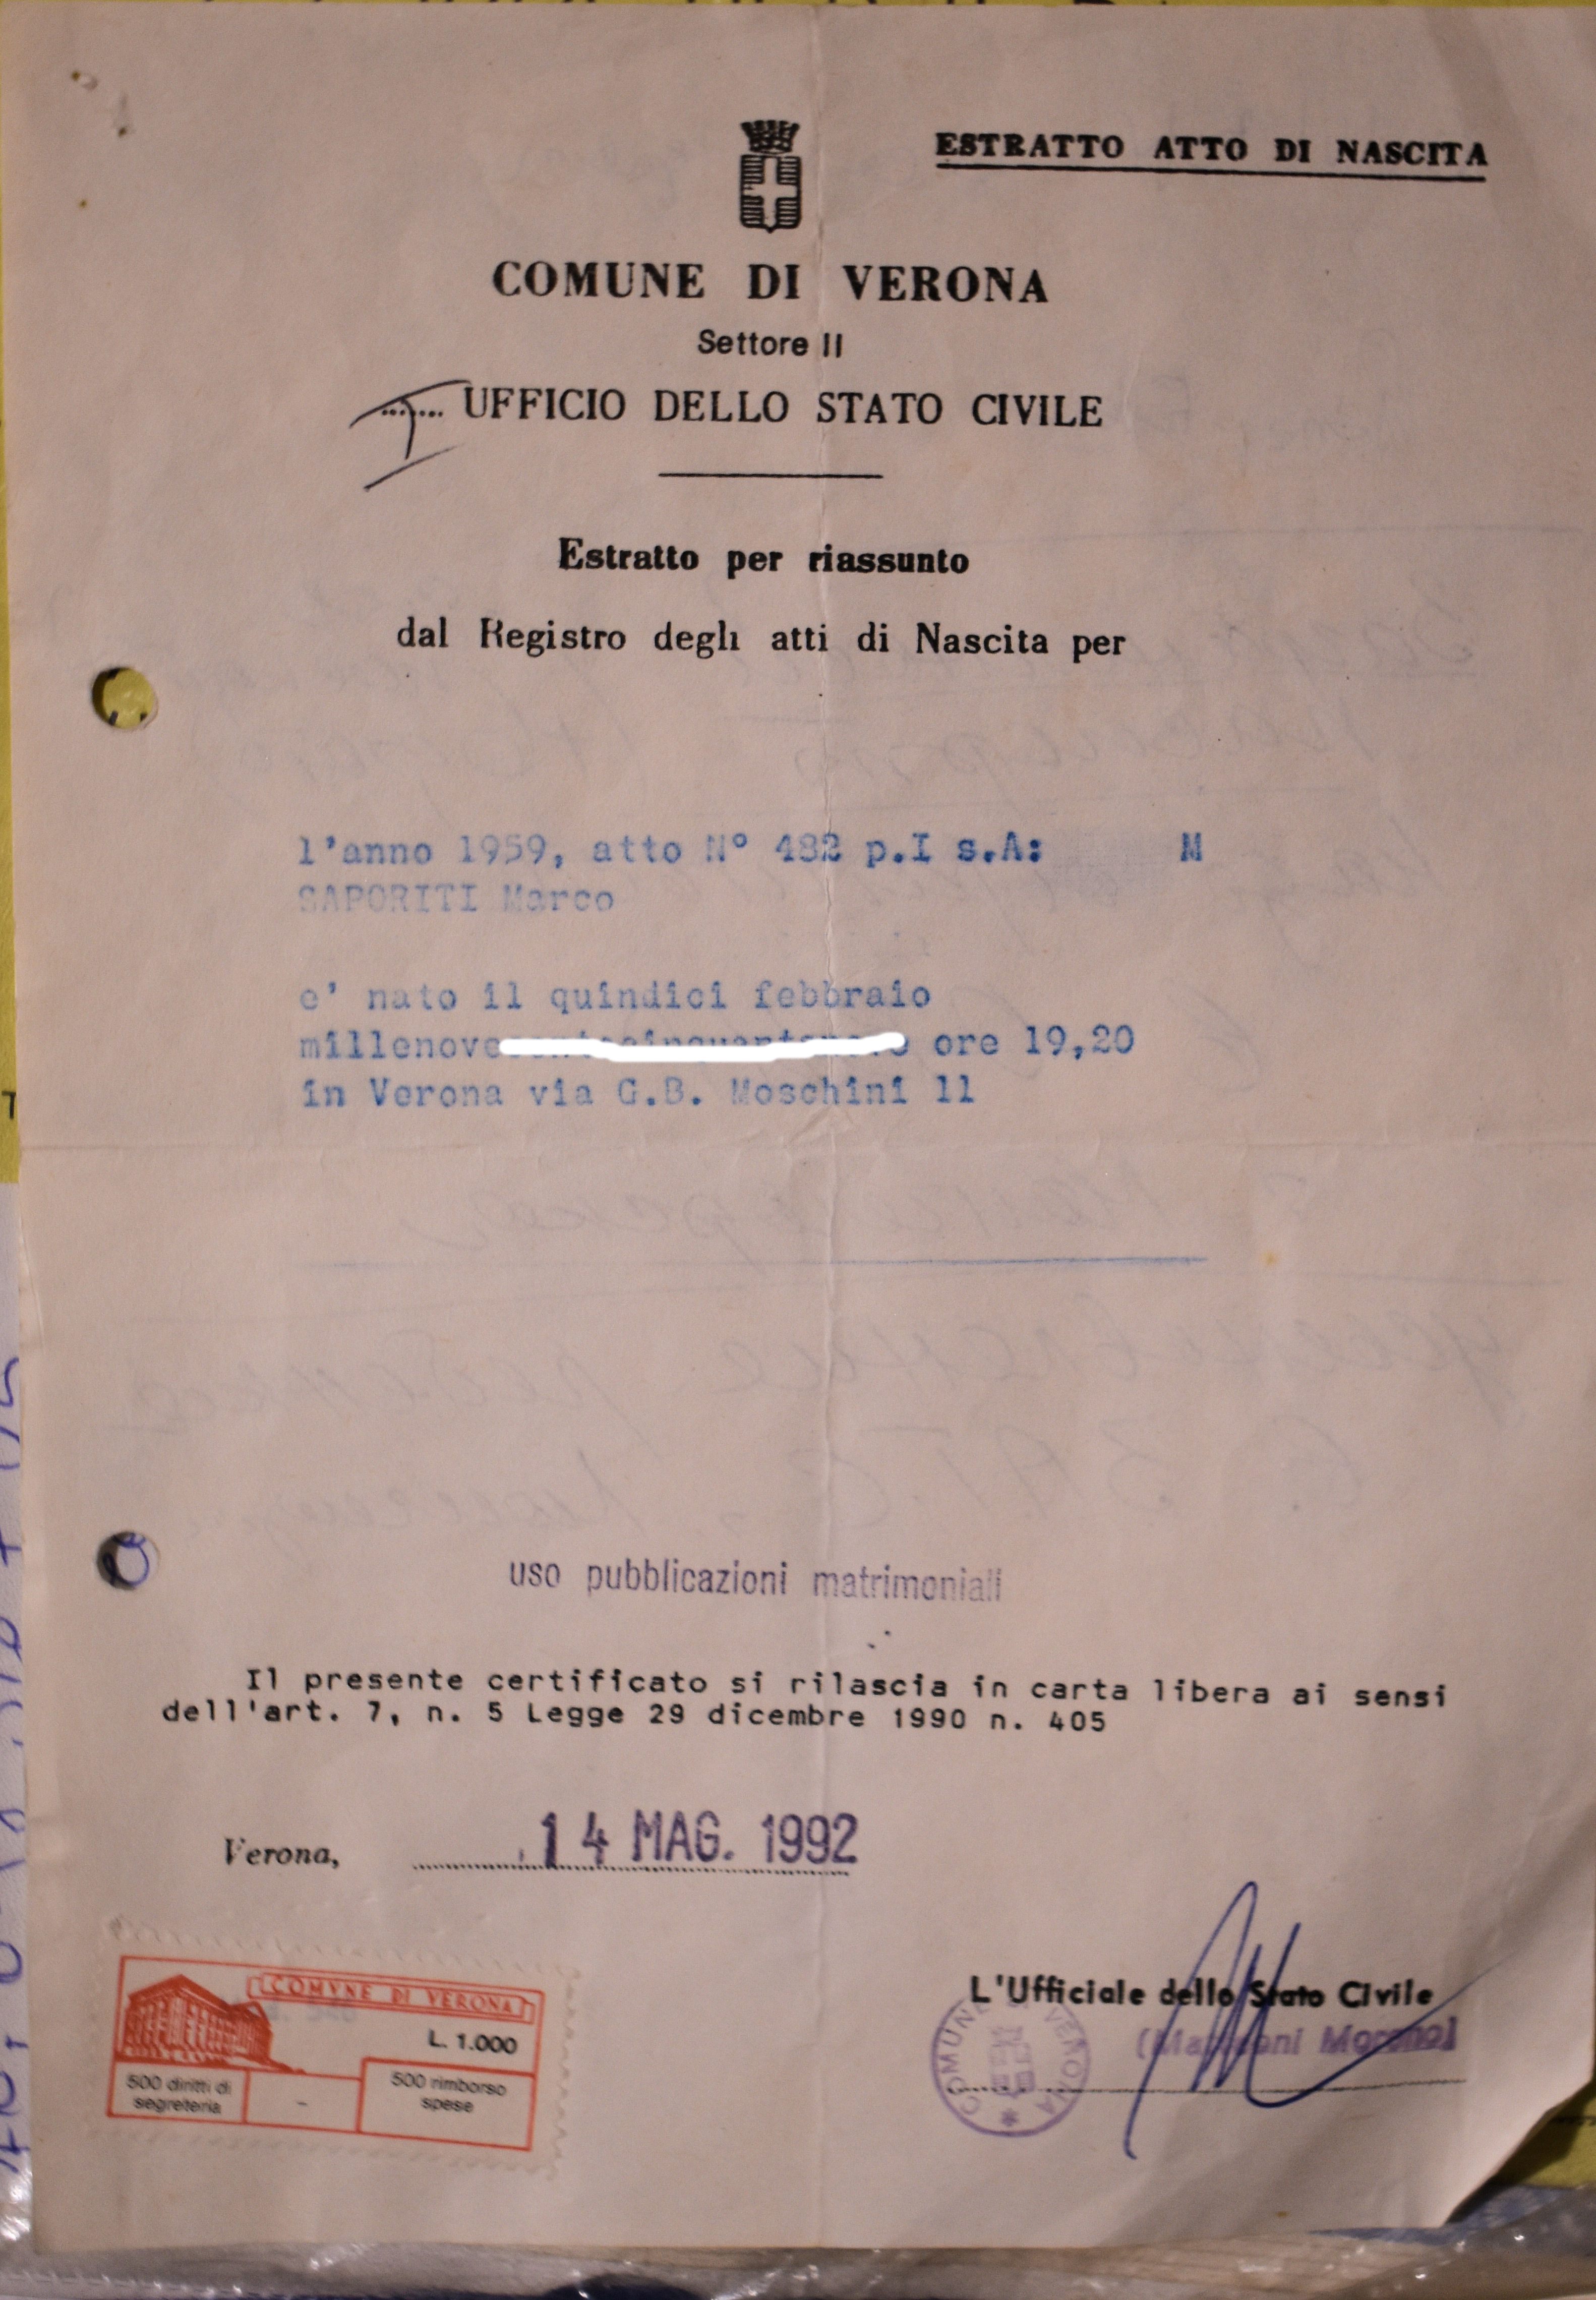 ESTRATTO ATTO DI NASCITA
COMUNE DI VERONA
Settore II
UFFICIO DELLO STATO CIVILE
Estratto per riassunto
dal Registro degli atti di Nascita per
l'anno 1959, atto N° 482 p.I s.A: M
SAPORITI Marco
e' nato il quindici febbraio
millenove ore 19,20
in Verona via G.B. Moschini 11
uso pubblicazioni matrimoniali
Il presente certificato si rilascia in carta libera ai sensi
dell'art. 7, n. 5 Legge 29 dicembre 1990 n. 405
Verona, 14 MAG. 1992
COMVNE DI VERONA
L. 1.000
500 diritti di
segreteria
-
500 rimborso
spese
L'Ufficiale dello Stato Civile
COMUNE VERONA